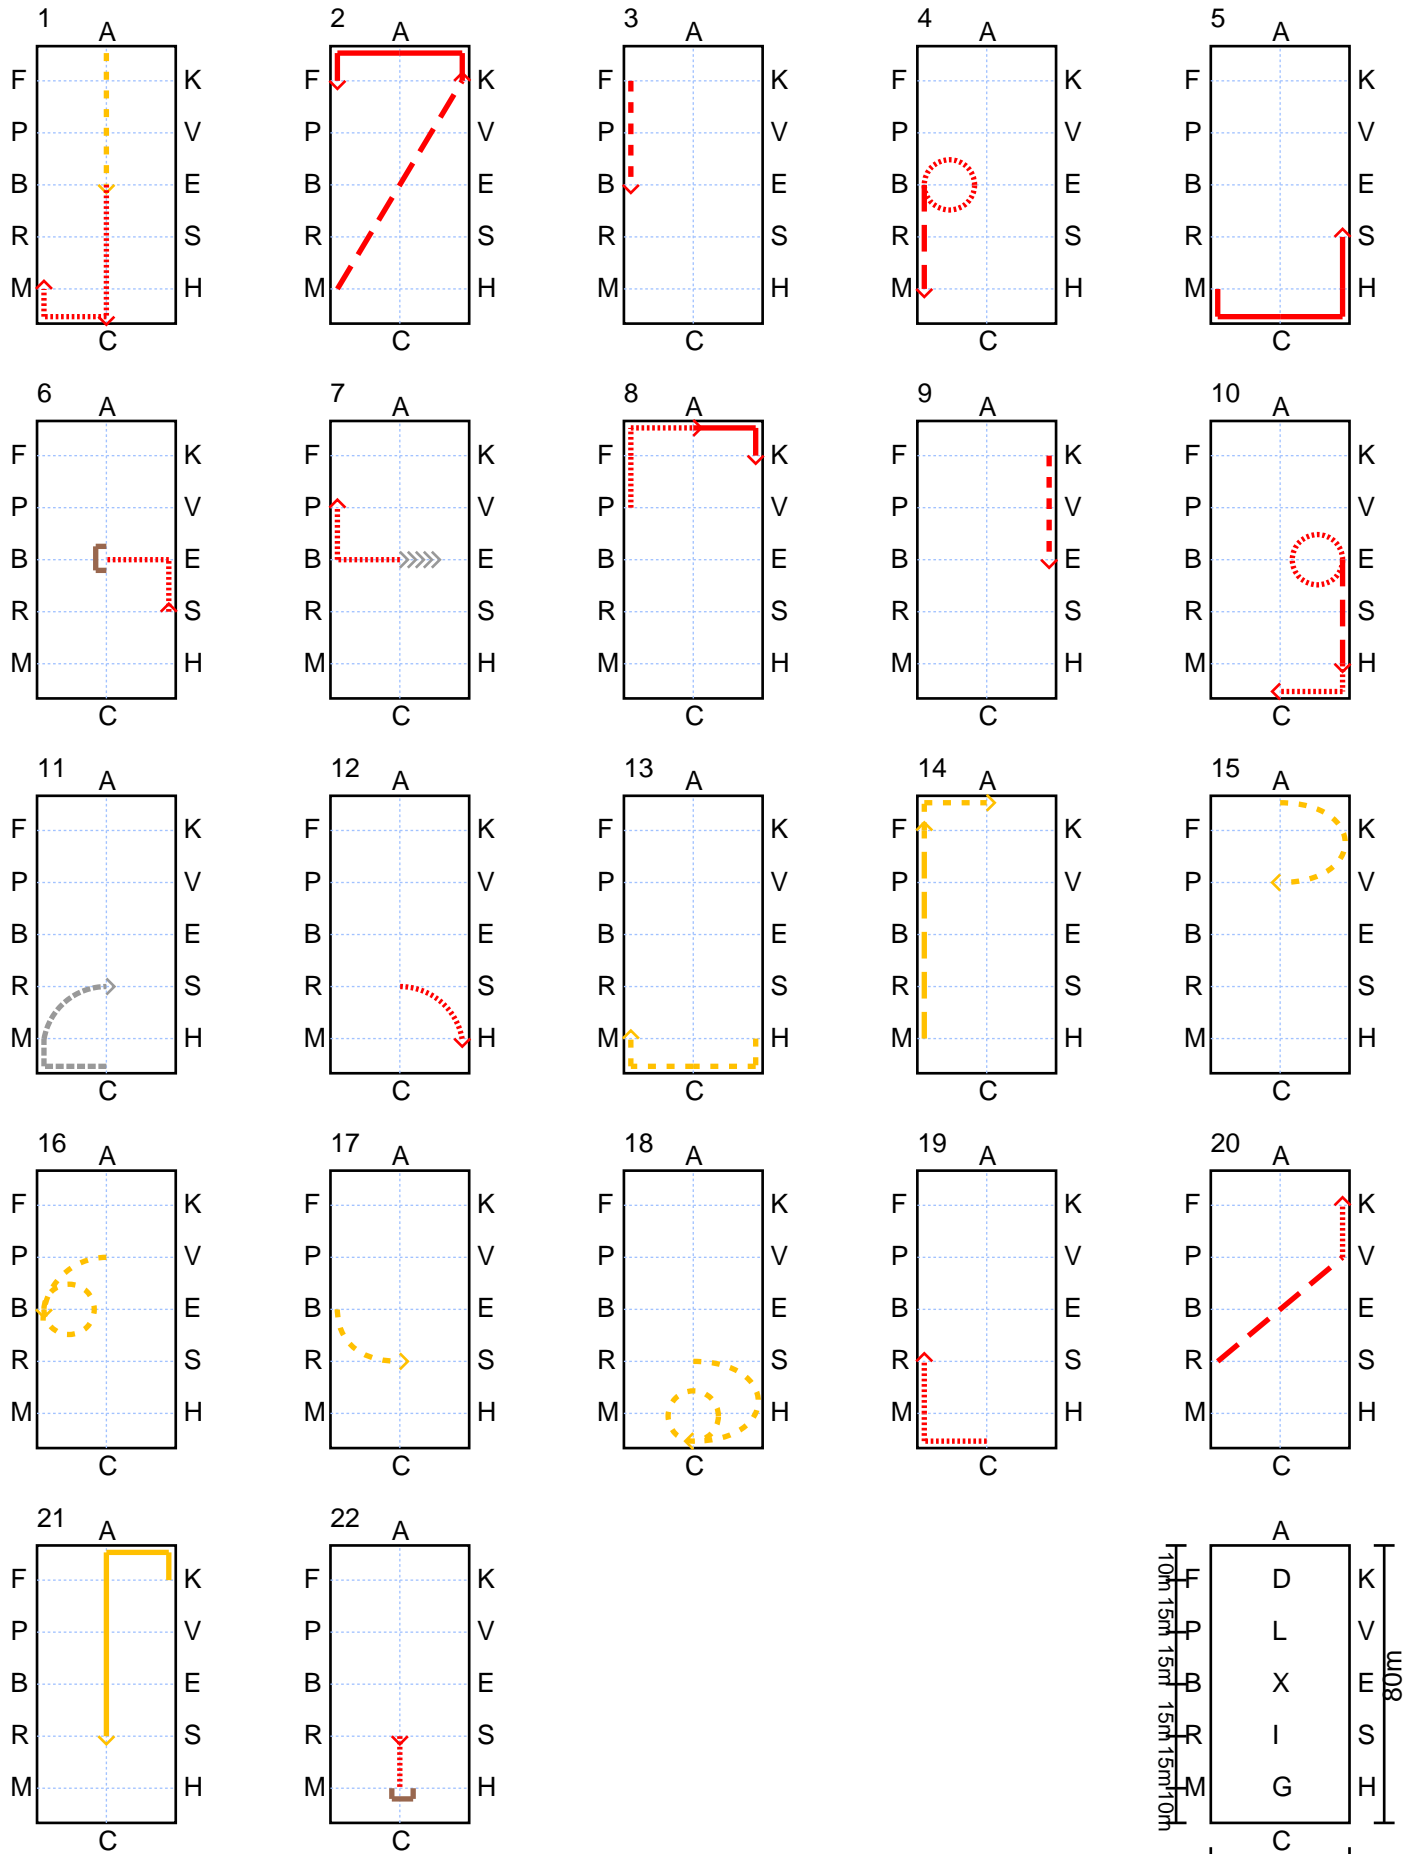 1 2 3 4 5
A A A A A
F K F K F K F K F K
P V P V P V P V P V
B E B E B E B E B E
R S R S R S R S R S
M H M H M H M H M H
C C C C C
6 7 8 9 10
A A A A A
F K F K F K F K F K
P V P V P V P V P V
B E B E B E B E B E
R S R S R S R S R S
M H M H M H M H M H
C C C C C
11 12 13 14 15
A A A A A
F K F K F K F K F K
P V P V P V P V P V
B E B E B E B E B E
R S R S R S R S R S
M H M H M H M H M H
C C C C C
16 17 18 19 20
A A A A A
F K F K F K F K F K
P V P V P V P V P V
B E B E B E B E B E
R S R S R S R S R S
M H M H M H M H M H
C C C C C
21 22
A A A
F K F K F D K
P V P V P L V
B E B E B X E
R S R S R I S
M H M H M G H
C C C
10m 15m 15m 15m 15m 10m
80m